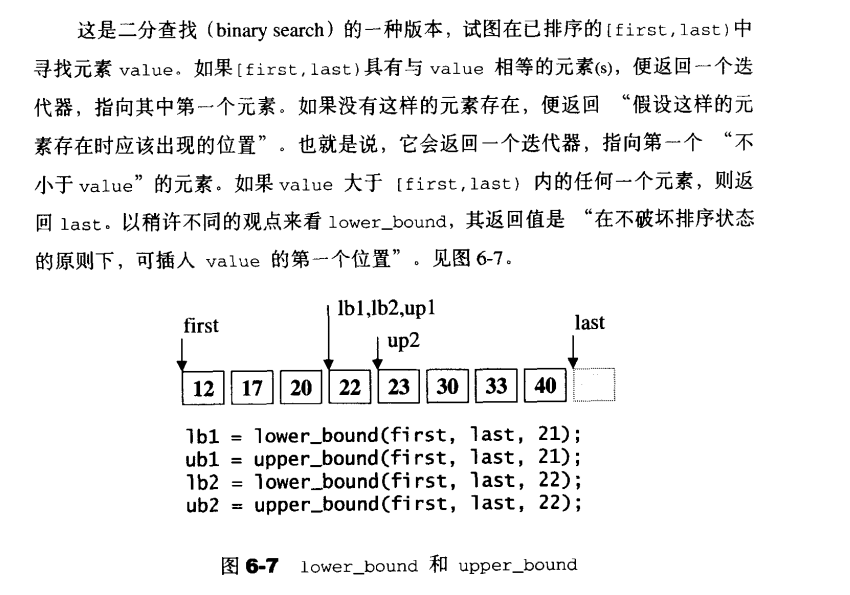 这是二分查找（binary search）的一种版本，试图在已排序的[first,last)中
寻找元素 value。如果[first,last)具有与 value 相等的元素(s)，便返回一个迭
代器，指向其中第一个元素。如果没有这样的元素存在，便返回 “假设这样的元
素存在时应该出现的位置”。也就是说，它会返回一个迭代器，指向第一个 “不
小于 value”的元素。如果 value 大于 [first,last) 内的任何一个元素，则返
回 last。以稍许不同的观点来看 lower_bound，其返回值是 “在不破坏排序状态
的原则下，可插入 value 的第一个位置”。见图 6-7。
lb1,lb2,up1
first
last
up2
12 17 20 22 23 30 33 40
lb1 = lower_bound(first, last, 21);
ub1 = upper_bound(first, last, 21);
lb2 = lower_bound(first, last, 22);
ub2 = upper_bound(first, last, 22);
图 6-7 lower_bound 和 upper_bound